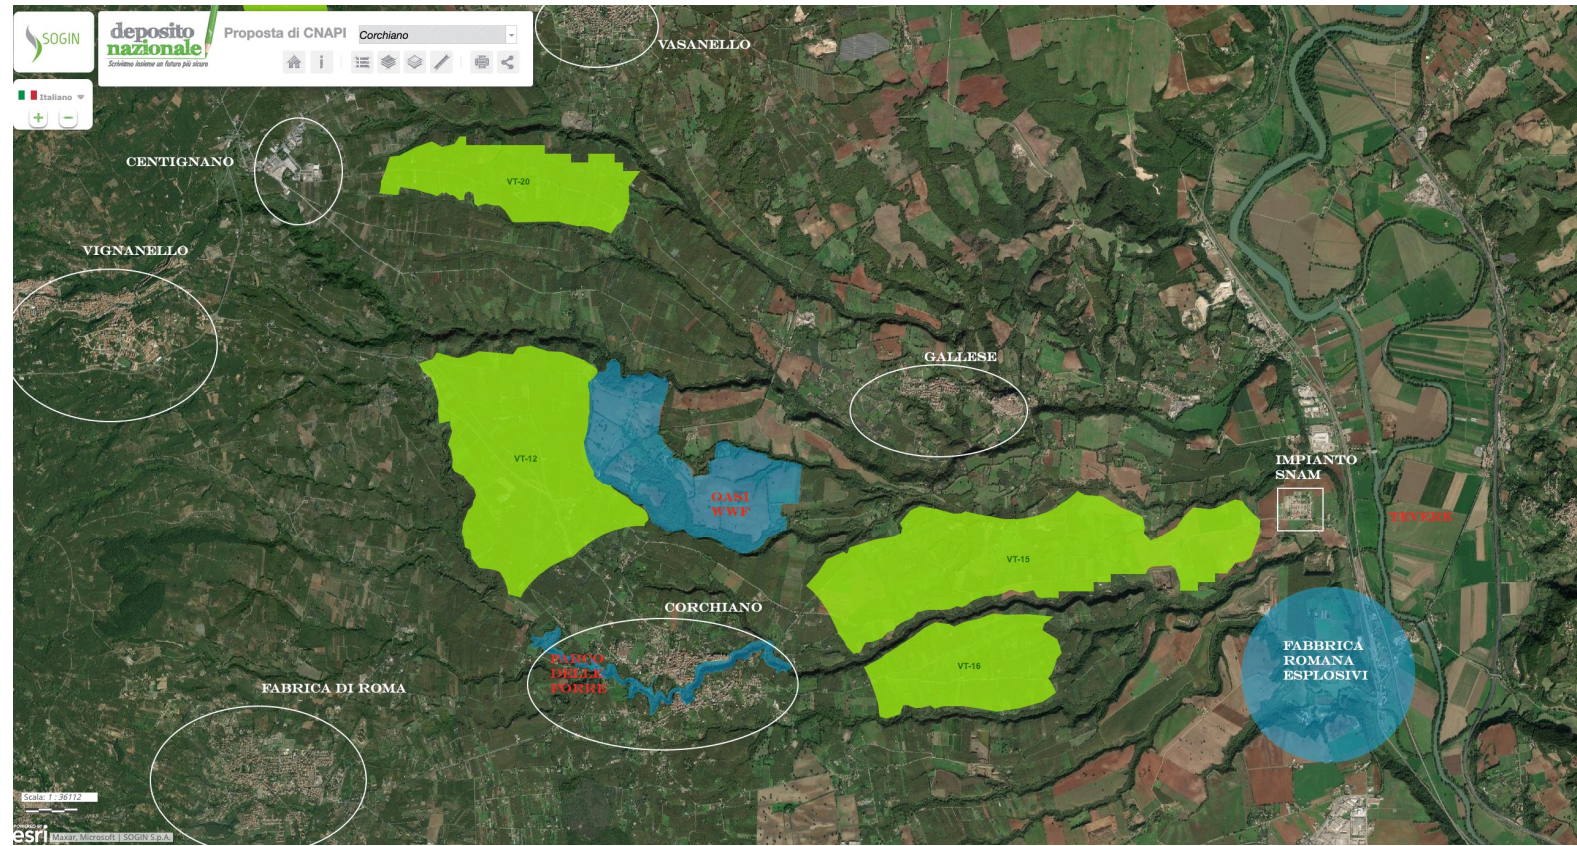 SOGIN
deposito
nazionale
Scriviamo insieme un futuro più sicuro
Proposta di CNAPI
Corchiano
Italiano
VASANELLO
CENTIGNANO
VT-20
VIGNANELLO
GALLESE
VT-12
OASI
WWF
IMPIANTO
SNAM
TEVERE
VT-15
CORCHIANO
PARCO
DELLE
FORRE
VT-16
FABBRICA
ROMANA
ESPLOSIVI
FABRICA DI ROMA
Scala: 1 : 36112
POWERED BY
esri
Maxar, Microsoft | SOGIN S.p.A.